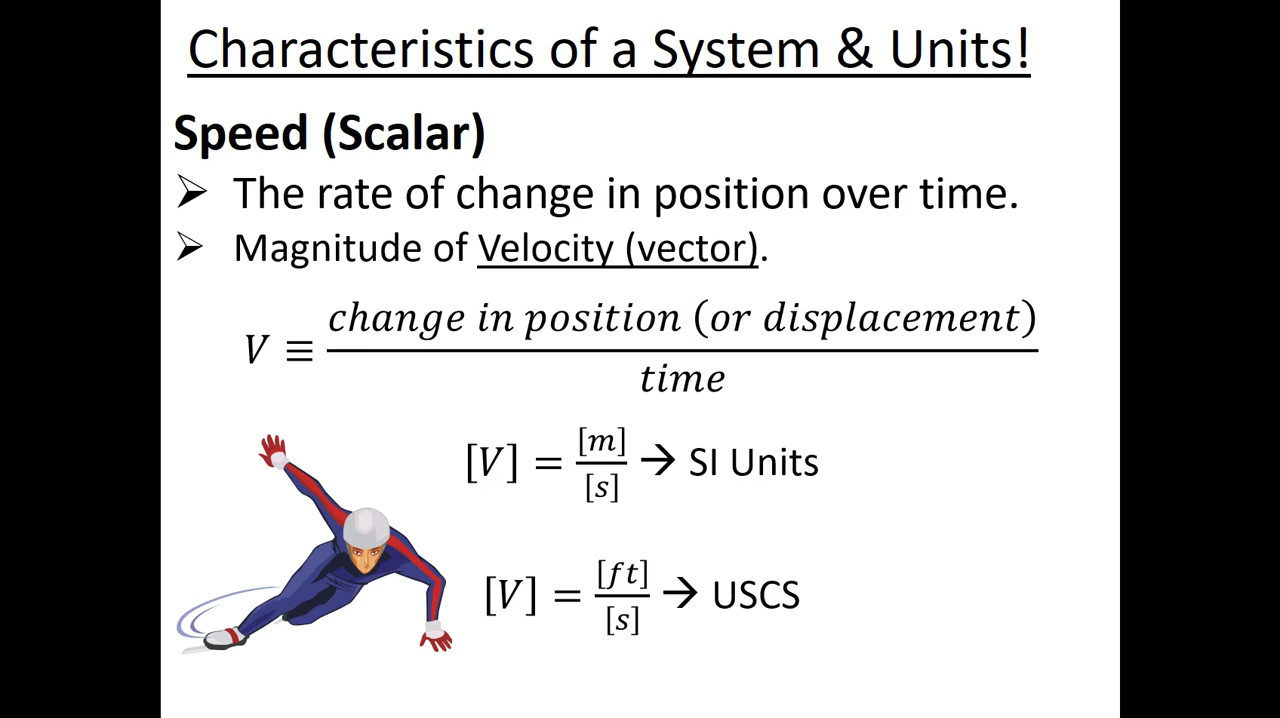 Characteristics of a System & Units!
Speed (Scalar)
➢ The rate of change in position over time.
➢ Magnitude of Velocity (vector).
V ≡ change in position (or displacement) / time
[V] = [m] / [s] → SI Units
[V] = [ft] / [s] → USCS